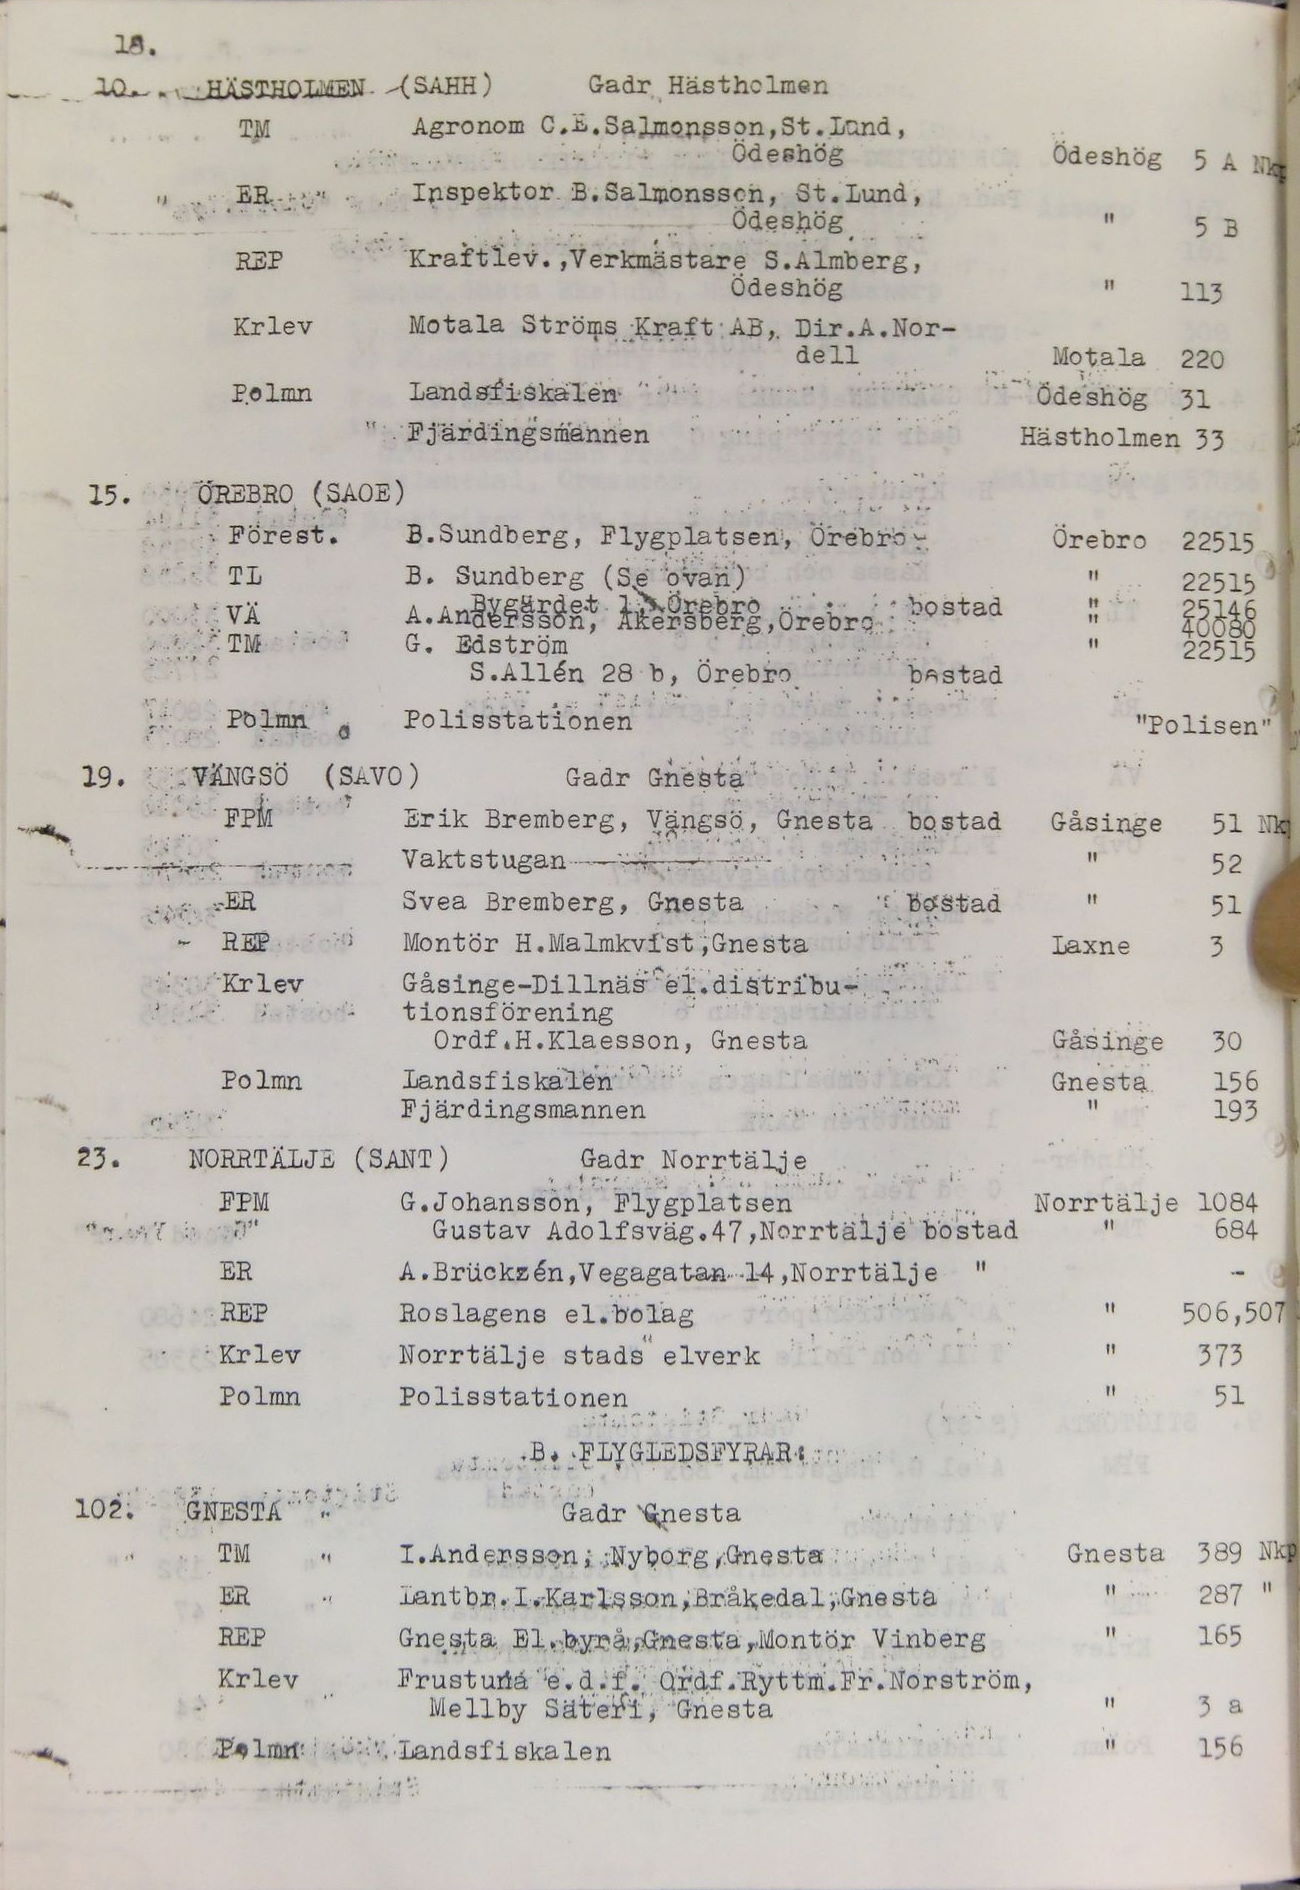 18.
10. HÄSTHOLMEN (SAHH) Gadr Hästholmen
TM Agronom C.E.Salmonsson,St.Lund,
Ödeshög Ödeshög 5 A Nkp
" ER " Inspektor B.Salmonsson, St.Lund,
Ödeshög " 5 B
REP Kraftlev.,Verkmästare S.Almberg,
Ödeshög " 113
Krlev Motala Ströms Kraft AB, Dir.A.Nor-
dell Motala 220
Polmn Landsfiskalen Ödeshög 31
" Fjärdingsmannen Hästholmen 33
15. ÖREBRO (SAOE)
Förest. B.Sundberg, Flygplatsen, Örebro Örebro 22515
TL B. Sundberg (Se ovan) " 22515
Bygärdet 1, Örebro bostad " 25146
VÄ A.Andersson, Åkersberg,Örebro " 40080
TM G. Edström " 22515
S.Allén 28 b, Örebro bostad
Polmn Polisstationen "Polisen"
19. VÄNGSÖ (SAVO) Gadr Gnesta
FPM Erik Bremberg, Vängsö, Gnesta bostad Gåsinge 51 Nkp
Vaktstugan " 52
ER Svea Bremberg, Gnesta bostad " 51
REP Montör H.Malmkvist,Gnesta Laxne 3
Krlev Gåsinge-Dillnäs el.distribu-
tionsförening
Ordf.H.Klaesson, Gnesta Gåsinge 30
Polmn Landsfiskalen Gnesta 156
Fjärdingsmannen " 193
23. NORRTÄLJE (SANT) Gadr Norrtälje
FPM G.Johansson, Flygplatsen Norrtälje 1084
Gustav Adolfsväg.47,Norrtälje bostad " 684
ER A.Brückzén,Vegagatan 14,Norrtälje " -
REP Roslagens el.bolag " 506,507
Krlev Norrtälje stads elverk " 373
Polmn Polisstationen " 51
B. FLYGLEDSFYRAR
102. GNESTA Gadr Gnesta
TM I.Andersson, Nyborg,Gnesta Gnesta 389 Nkp
ER Lantbr.I.Karlsson,Bråkedal,Gnesta " 287 "
REP Gnesta El.byrå,Gnesta,Montör Vinberg " 165
Krlev Frustuna e.d.f. Ordf.Ryttm.Fr.Norström,
Mellby Säteri, Gnesta " 3 a
Polmn Landsfiskalen " 156